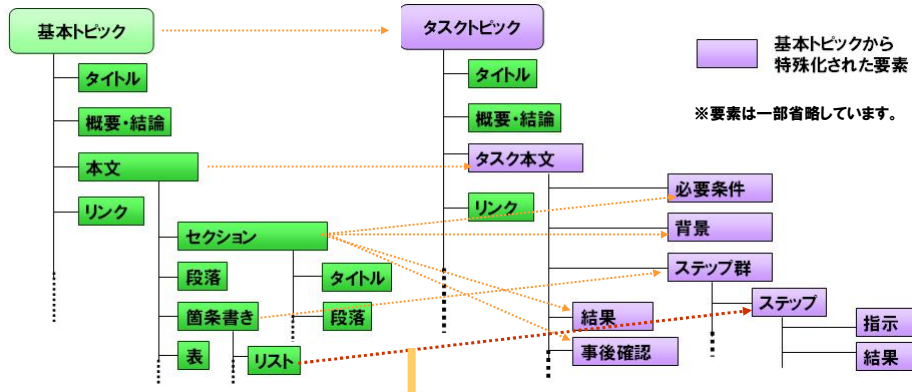 基本トピック
タイトル
概要・結論
本文
リンク
セクション
段落
箇条書き
表
タイトル
段落
リスト
タスクトピック
タイトル
概要・結論
タスク本文
リンク
必要条件
背景
ステップ群
ステップ
指示
結果
結果
事後確認
基本トピックから
特殊化された要素
※要素は一部省略しています。